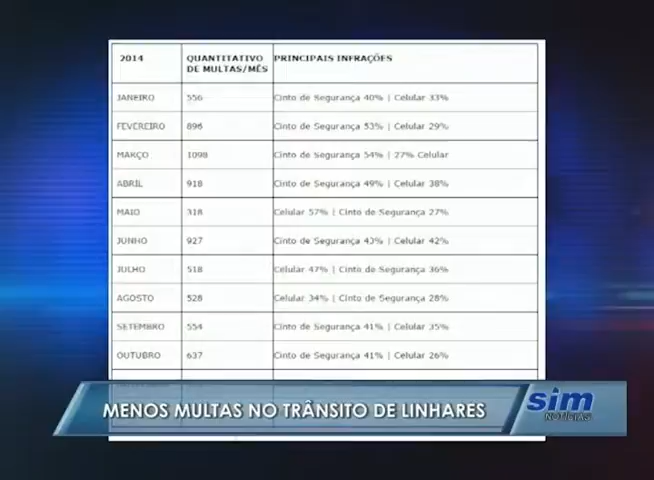 2014 QUANTITATIVO DE MULTAS/MÊS PRINCIPAIS INFRAÇÕES
JANEIRO 556 Cinto de Segurança 40% | Celular 33%
FEVEREIRO 896 Cinto de Segurança 53% | Celular 29%
MARÇO 1098 Cinto de Segurança 54% | 27% Celular
ABRIL 918 Cinto de Segurança 49% | Celular 38%
MAIO 318 Celular 57% | Cinto de Segurança 27%
JUNHO 927 Cinto de Segurança 43% | Celular 42%
JULHO 518 Celular 47% | Cinto de Segurança 36%
AGOSTO 528 Celular 34% | Cinto de Segurança 28%
SETEMBRO 554 Cinto de Segurança 41% | Celular 35%
OUTUBRO 637 Cinto de Segurança 41% | Celular 26%
MENOS MULTAS NO TRÂNSITO DE LINHARES
sim
NOTÍCIAS